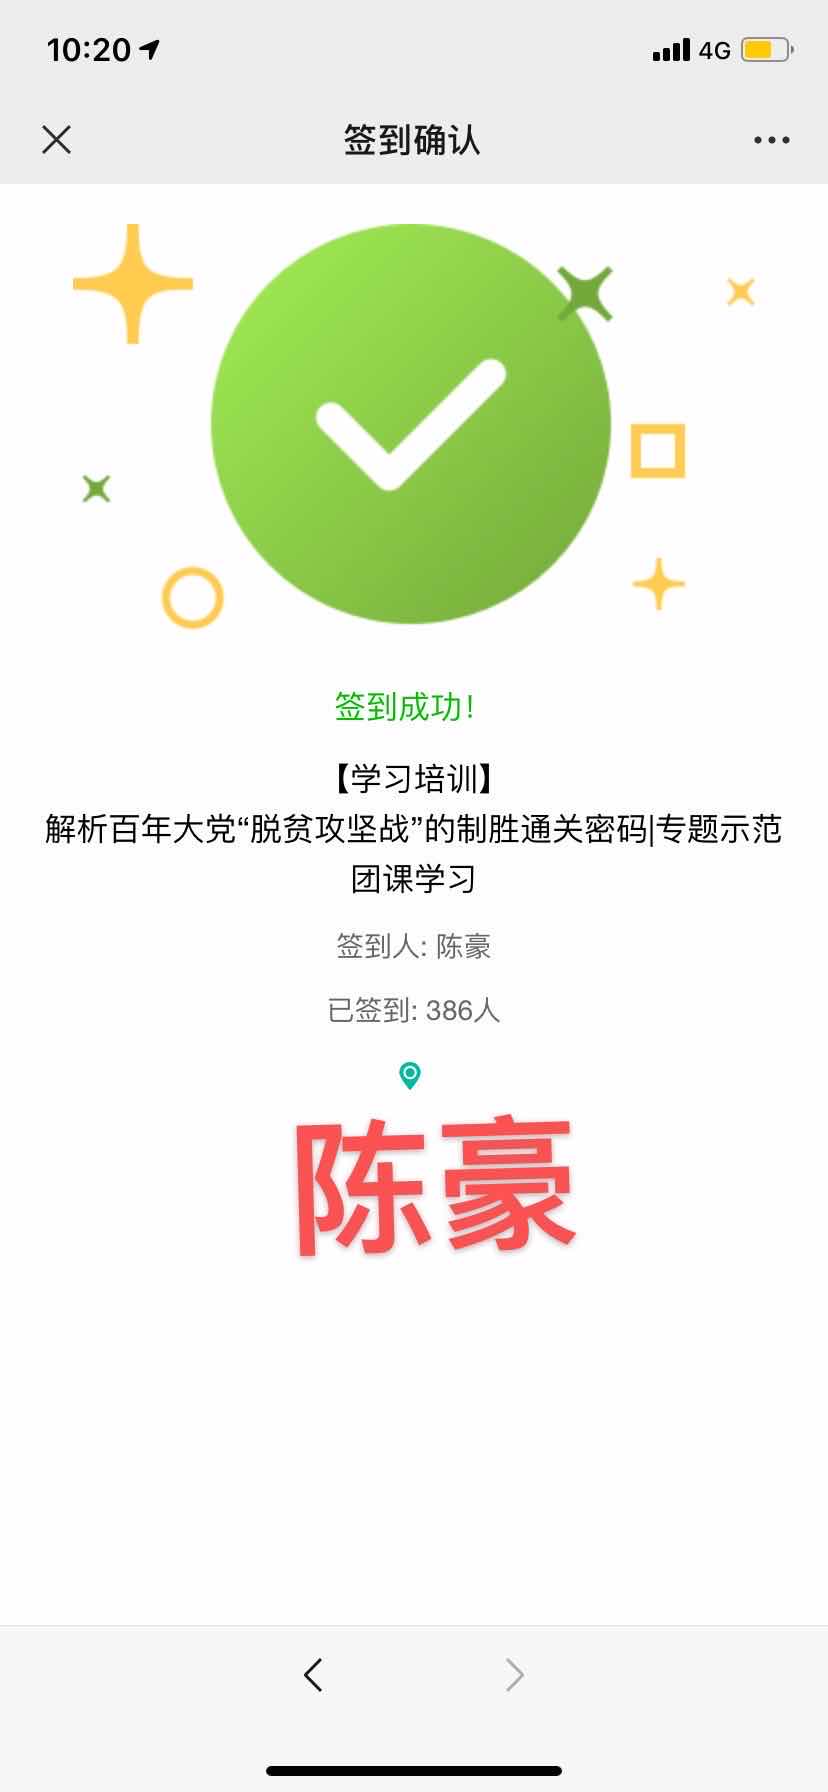 10:20
4G
签到确认
签到成功！
【学习培训】
解析百年大党“脱贫攻坚战”的制胜通关密码|专题示范
团课学习
签到人: 陈豪
已签到: 386人
陈豪